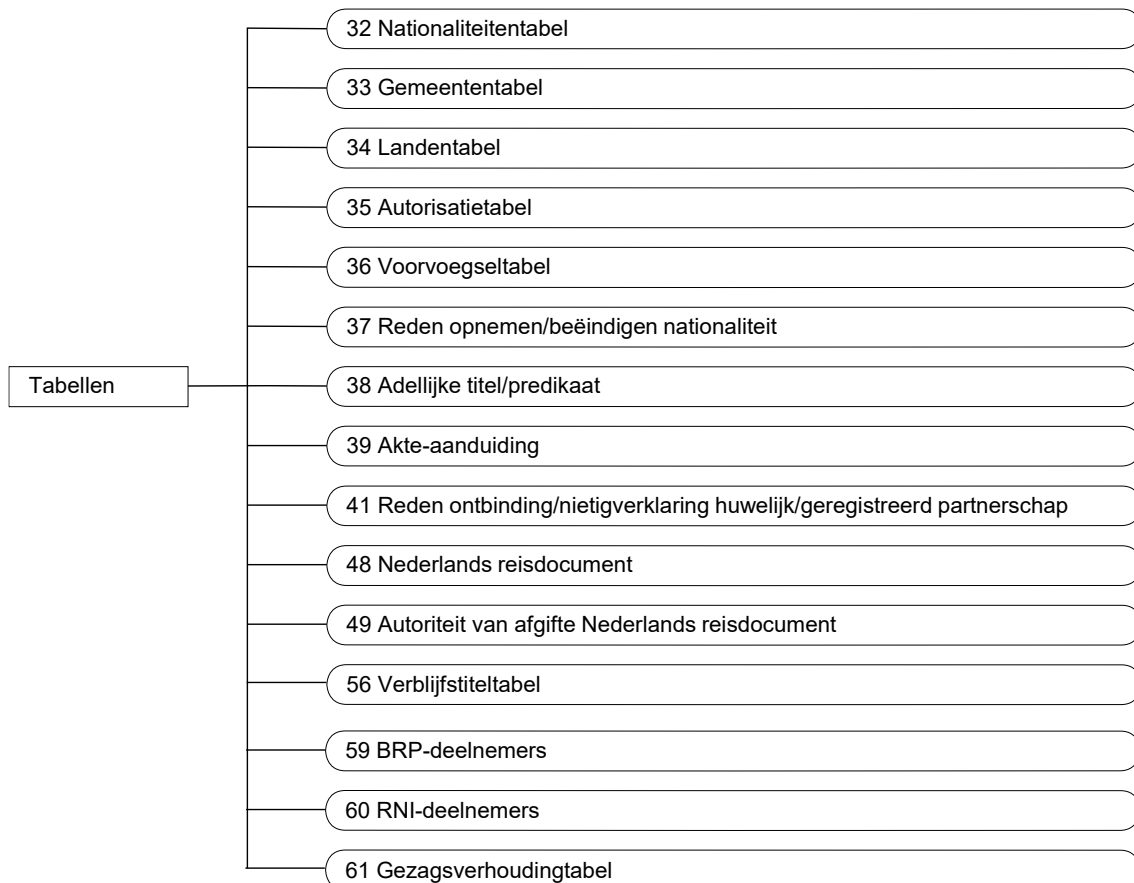 32 Nationaliteitentabel
33 Gemeententabel
34 Landentabel
35 Autorisatietabel
36 Voorvoegseltabel
37 Reden opnemen/beëindigen nationaliteit
Tabellen
38 Adellijke titel/predikaat
39 Akte-aanduiding
41 Reden ontbinding/nietigverklaring huwelijk/geregistreerd partnerschap
48 Nederlands reisdocument
49 Autoriteit van afgifte Nederlands reisdocument
56 Verblijfstiteltabel
59 BRP-deelnemers
60 RNI-deelnemers
61 Gezagsverhoudingtabel